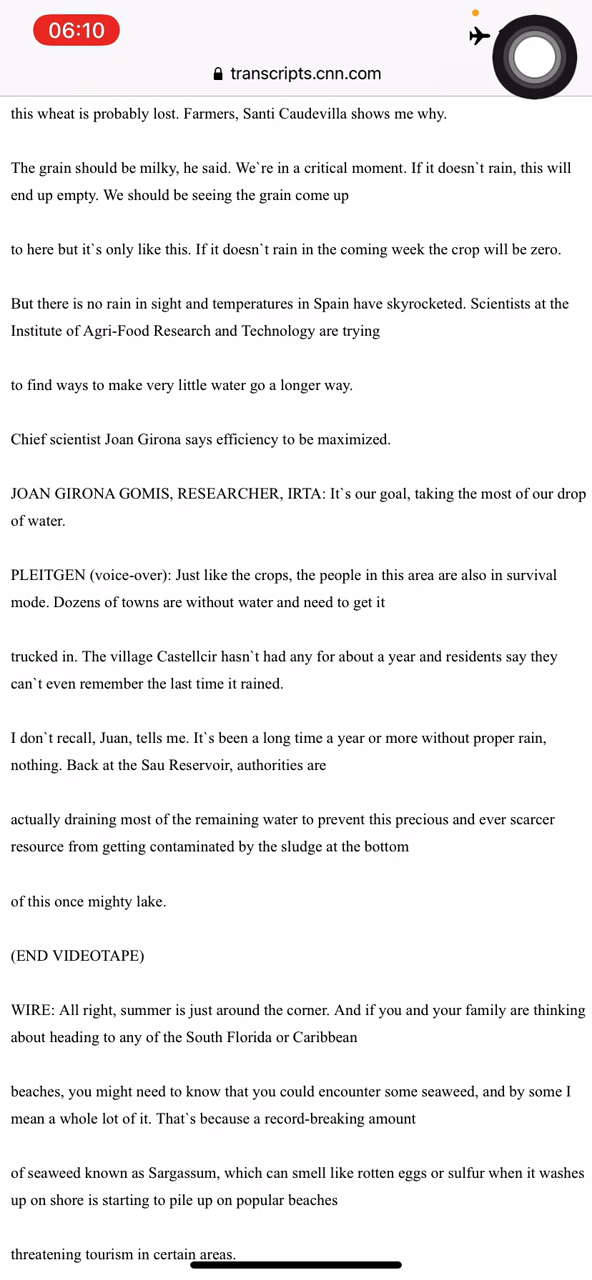 06:10
transcripts.cnn.com
this wheat is probably lost. Farmers, Santi Caudevilla shows me why.
The grain should be milky, he said. We`re in a critical moment. If it doesn`t rain, this will
end up empty. We should be seeing the grain come up
to here but it`s only like this. If it doesn`t rain in the coming week the crop will be zero.
But there is no rain in sight and temperatures in Spain have skyrocketed. Scientists at the
Institute of Agri-Food Research and Technology are trying
to find ways to make very little water go a longer way.
Chief scientist Joan Girona says efficiency to be maximized.
JOAN GIRONA GOMIS, RESEARCHER, IRTA: It`s our goal, taking the most of our drop
of water.
PLEITGEN (voice-over): Just like the crops, the people in this area are also in survival
mode. Dozens of towns are without water and need to get it
trucked in. The village Castellcir hasn`t had any for about a year and residents say they
can`t even remember the last time it rained.
I don`t recall, Juan, tells me. It`s been a long time a year or more without proper rain,
nothing. Back at the Sau Reservoir, authorities are
actually draining most of the remaining water to prevent this precious and ever scarcer
resource from getting contaminated by the sludge at the bottom
of this once mighty lake.
(END VIDEOTAPE)
WIRE: All right, summer is just around the corner. And if you and your family are thinking
about heading to any of the South Florida or Caribbean
beaches, you might need to know that you could encounter some seaweed, and by some I
mean a whole lot of it. That`s because a record-breaking amount
of seaweed known as Sargassum, which can smell like rotten eggs or sulfur when it washes
up on shore is starting to pile up on popular beaches
threatening tourism in certain areas.